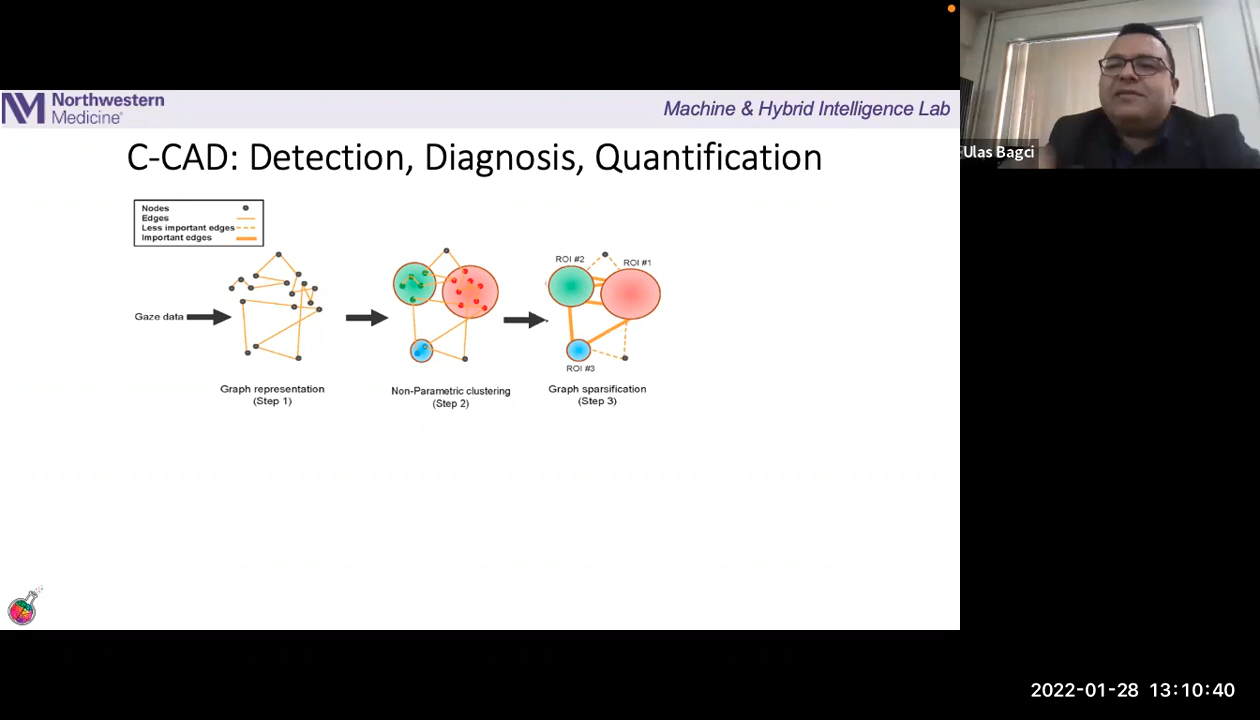 Northwestern
Medicine®
Machine & Hybrid Intelligence Lab
Ulas Bagci
C-CAD: Detection, Diagnosis, Quantification
Nodes
Edges
Less important edges
Important edges
Gaze data
ROI #2
ROI #1
ROI #3
Graph representation
(Step 1)
Non-Parametric clustering
(Step 2)
Graph sparsification
(Step 3)
2022-01-28 13:10:40